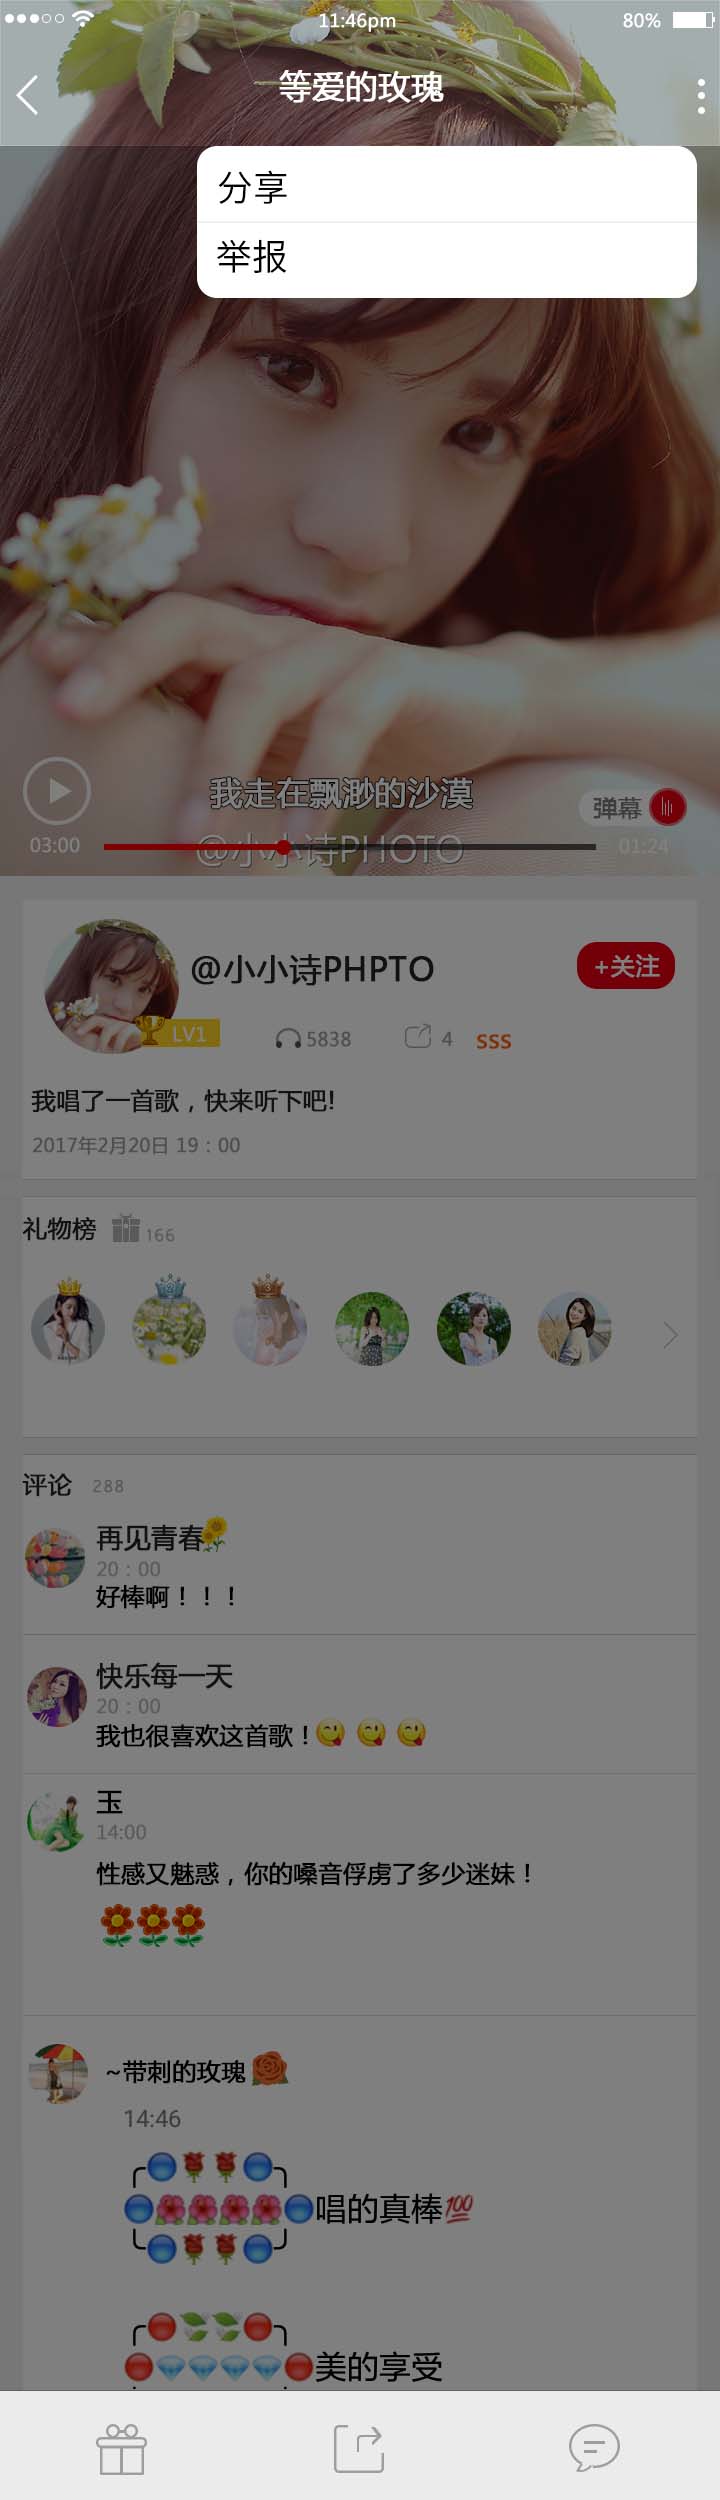 11:46pm
80%
等爱的玫瑰
分享
举报
我走在飘渺的沙漠
弹幕
03:00
01:24
@小小诗PHOTO
@小小诗PHPTO
+关注
LV1
5838
4
SSS
我唱了一首歌，快来听下吧!
2017年2月20日 19：00
礼物榜
166
评论
288
再见青春
20：00
好棒啊！！！
快乐每一天
20：00
我也很喜欢这首歌！😋 😋 😋
玉
14:00
性感又魅惑，你的嗓音俘虏了多少迷妹！
~带刺的玫瑰
14:46
唱的真棒💯
美的享受